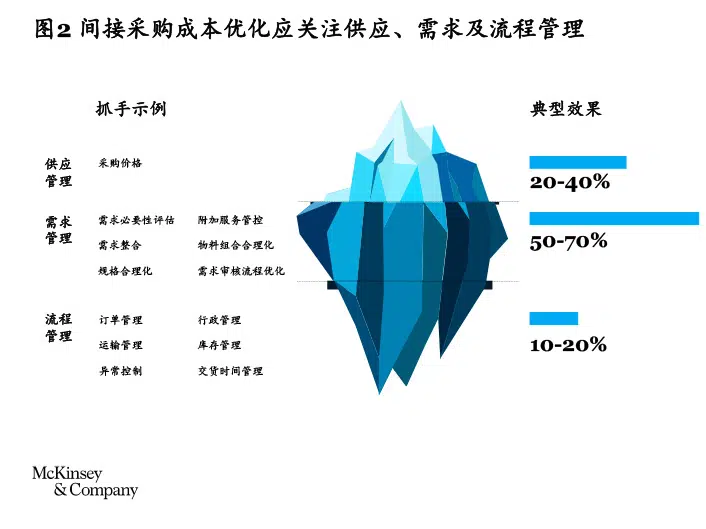 图2 间接采购成本优化应关注供应、需求及流程管理
抓手示例
典型效果
供应
管理
采购价格
20-40%
需求
管理
需求必要性评估
附加服务管控
需求整合
物料组合合理化
规格合理化
需求审核流程优化
50-70%
流程
管理
订单管理
行政管理
运输管理
库存管理
异常控制
交货时间管理
10-20%
McKinsey
& Company